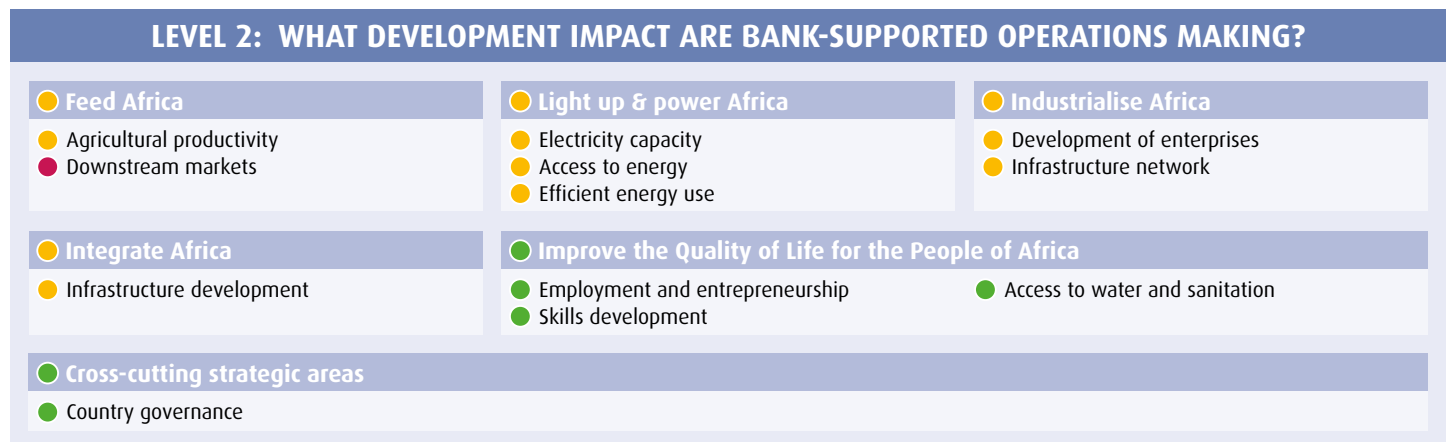 LEVEL 2: WHAT DEVELOPMENT IMPACT ARE BANK-SUPPORTED OPERATIONS MAKING?
Feed Africa
Agricultural productivity
Downstream markets
Light up & power Africa
Electricity capacity
Access to energy
Efficient energy use
Industrialise Africa
Development of enterprises
Infrastructure network
Integrate Africa
Infrastructure development
Improve the Quality of Life for the People of Africa
Employment and entrepreneurship
Skills development
Access to water and sanitation
Cross-cutting strategic areas
Country governance